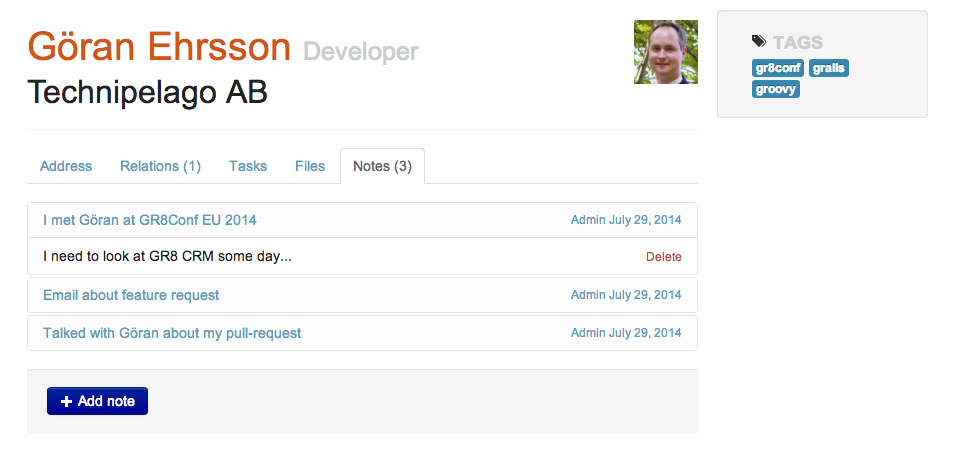 Göran Ehrsson Developer
Technipelago AB
TAGS
gr8conf grails
groovy
Address Relations (1) Tasks Files Notes (3)
I met Göran at GR8Conf EU 2014 Admin July 29, 2014
I need to look at GR8 CRM some day... Delete
Email about feature request Admin July 29, 2014
Talked with Göran about my pull-request Admin July 29, 2014
Add note